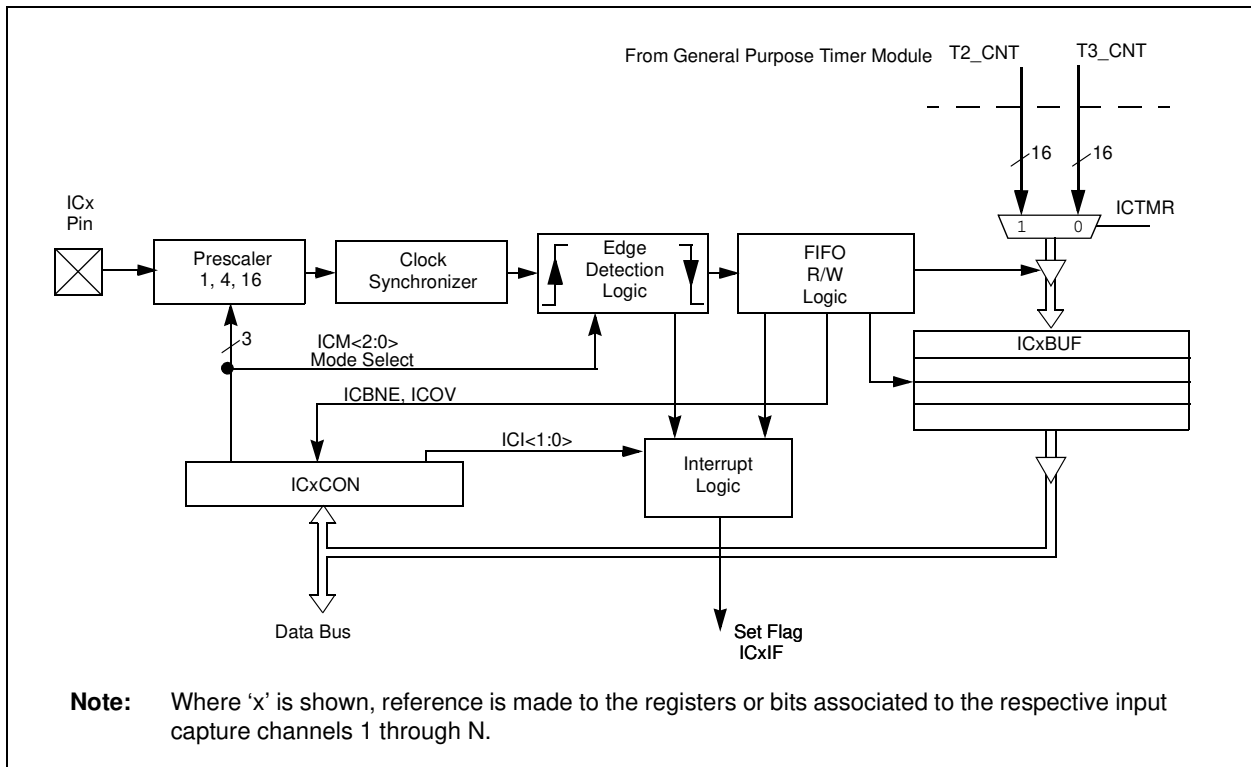 From General Purpose Timer Module
T2_CNT
T3_CNT
16
16
ICx
Pin
ICTMR
1
0
Prescaler
1, 4, 16
Clock
Synchronizer
Edge
Detection
Logic
FIFO
R/W
Logic
3
ICM<2:0>
Mode Select
ICxBUF
ICBNE, ICOV
ICI<1:0>
ICxCON
Interrupt
Logic
Data Bus
Set Flag
ICxIF
Note: Where ‘x’ is shown, reference is made to the registers or bits associated to the respective input
capture channels 1 through N.